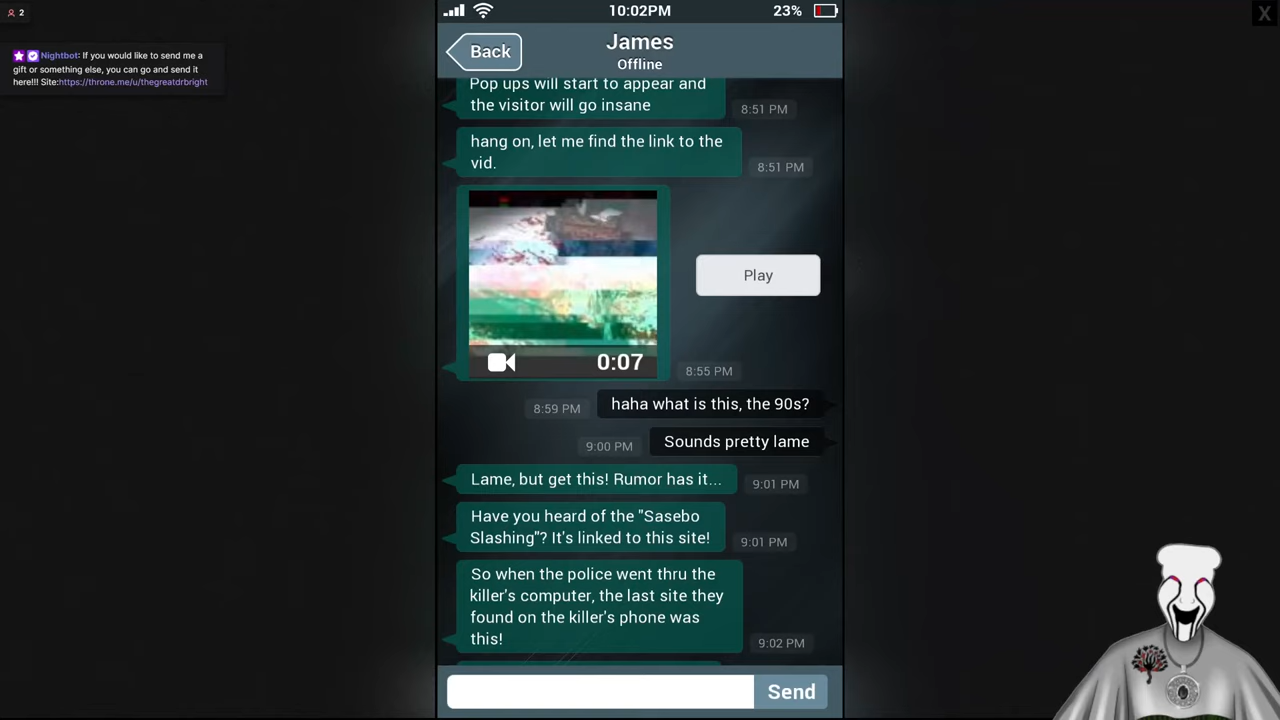 2
X
Nightbot: If you would like to send me a
gift or something else, you can go and send it
here!!! Site:https://throne.me/u/thegreatdrbright
10:02PM
23%
Back
James
Offline
Pop ups will start to appear and
the visitor will go insane
8:51 PM
hang on, let me find the link to the
vid.
8:51 PM
Play
0:07
8:55 PM
8:59 PM
haha what is this, the 90s?
9:00 PM
Sounds pretty lame
Lame, but get this! Rumor has it...
9:01 PM
Have you heard of the "Sasebo
Slashing"? It's linked to this site!
9:01 PM
So when the police went thru the
killer's computer, the last site they
found on the killer's phone was
this!
9:02 PM
Send